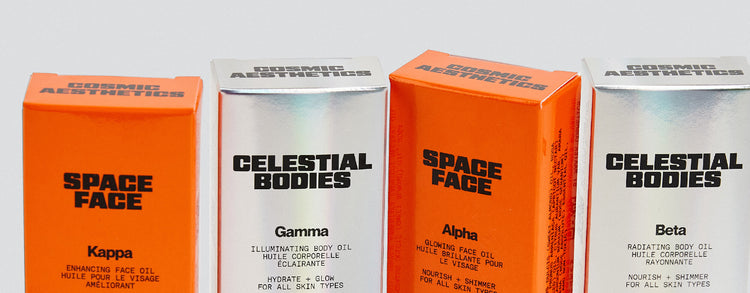 COSMIC
AESTHETICS
SPACE
FACE
Kappa
ENHANCING FACE OIL
HUILE POUR LE VISAGE
AMÉLIORANT
COSMIC
AESTHETICS
CELESTIAL
BODIES
Gamma
ILLUMINATING BODY OIL
HUILE CORPORELLE
ÉCLAIRANTE
HYDRATE + GLOW
FOR ALL SKIN TYPES
COSMIC
AESTHETICS
SPACE
FACE
Alpha
GLOWING FACE OIL
HUILE BRILLANTE POUR
LE VISAGE
NOURISH + SHIMMER
FOR ALL SKIN TYPES
COSMIC
AESTHETICS
CELESTIAL
BODIES
Beta
RADIATING BODY OIL
HUILE CORPORELLE
RAYONNANTE
NOURISH + SHIMMER
FOR ALL SKIN TYPES